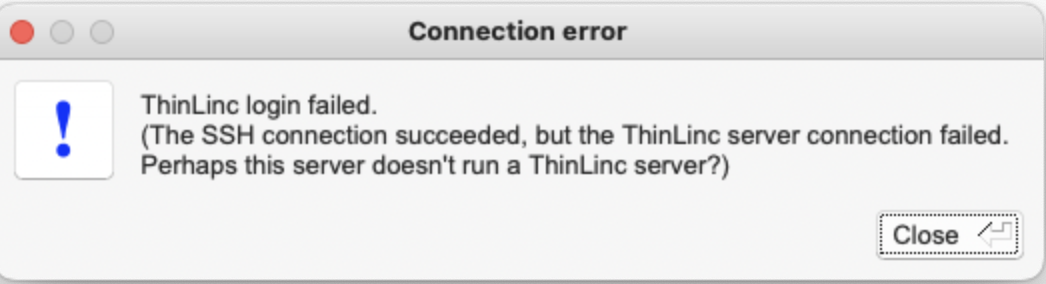 Connection error
ThinLinc login failed.
(The SSH connection succeeded, but the ThinLinc server connection failed.
Perhaps this server doesn't run a ThinLinc server?)
Close